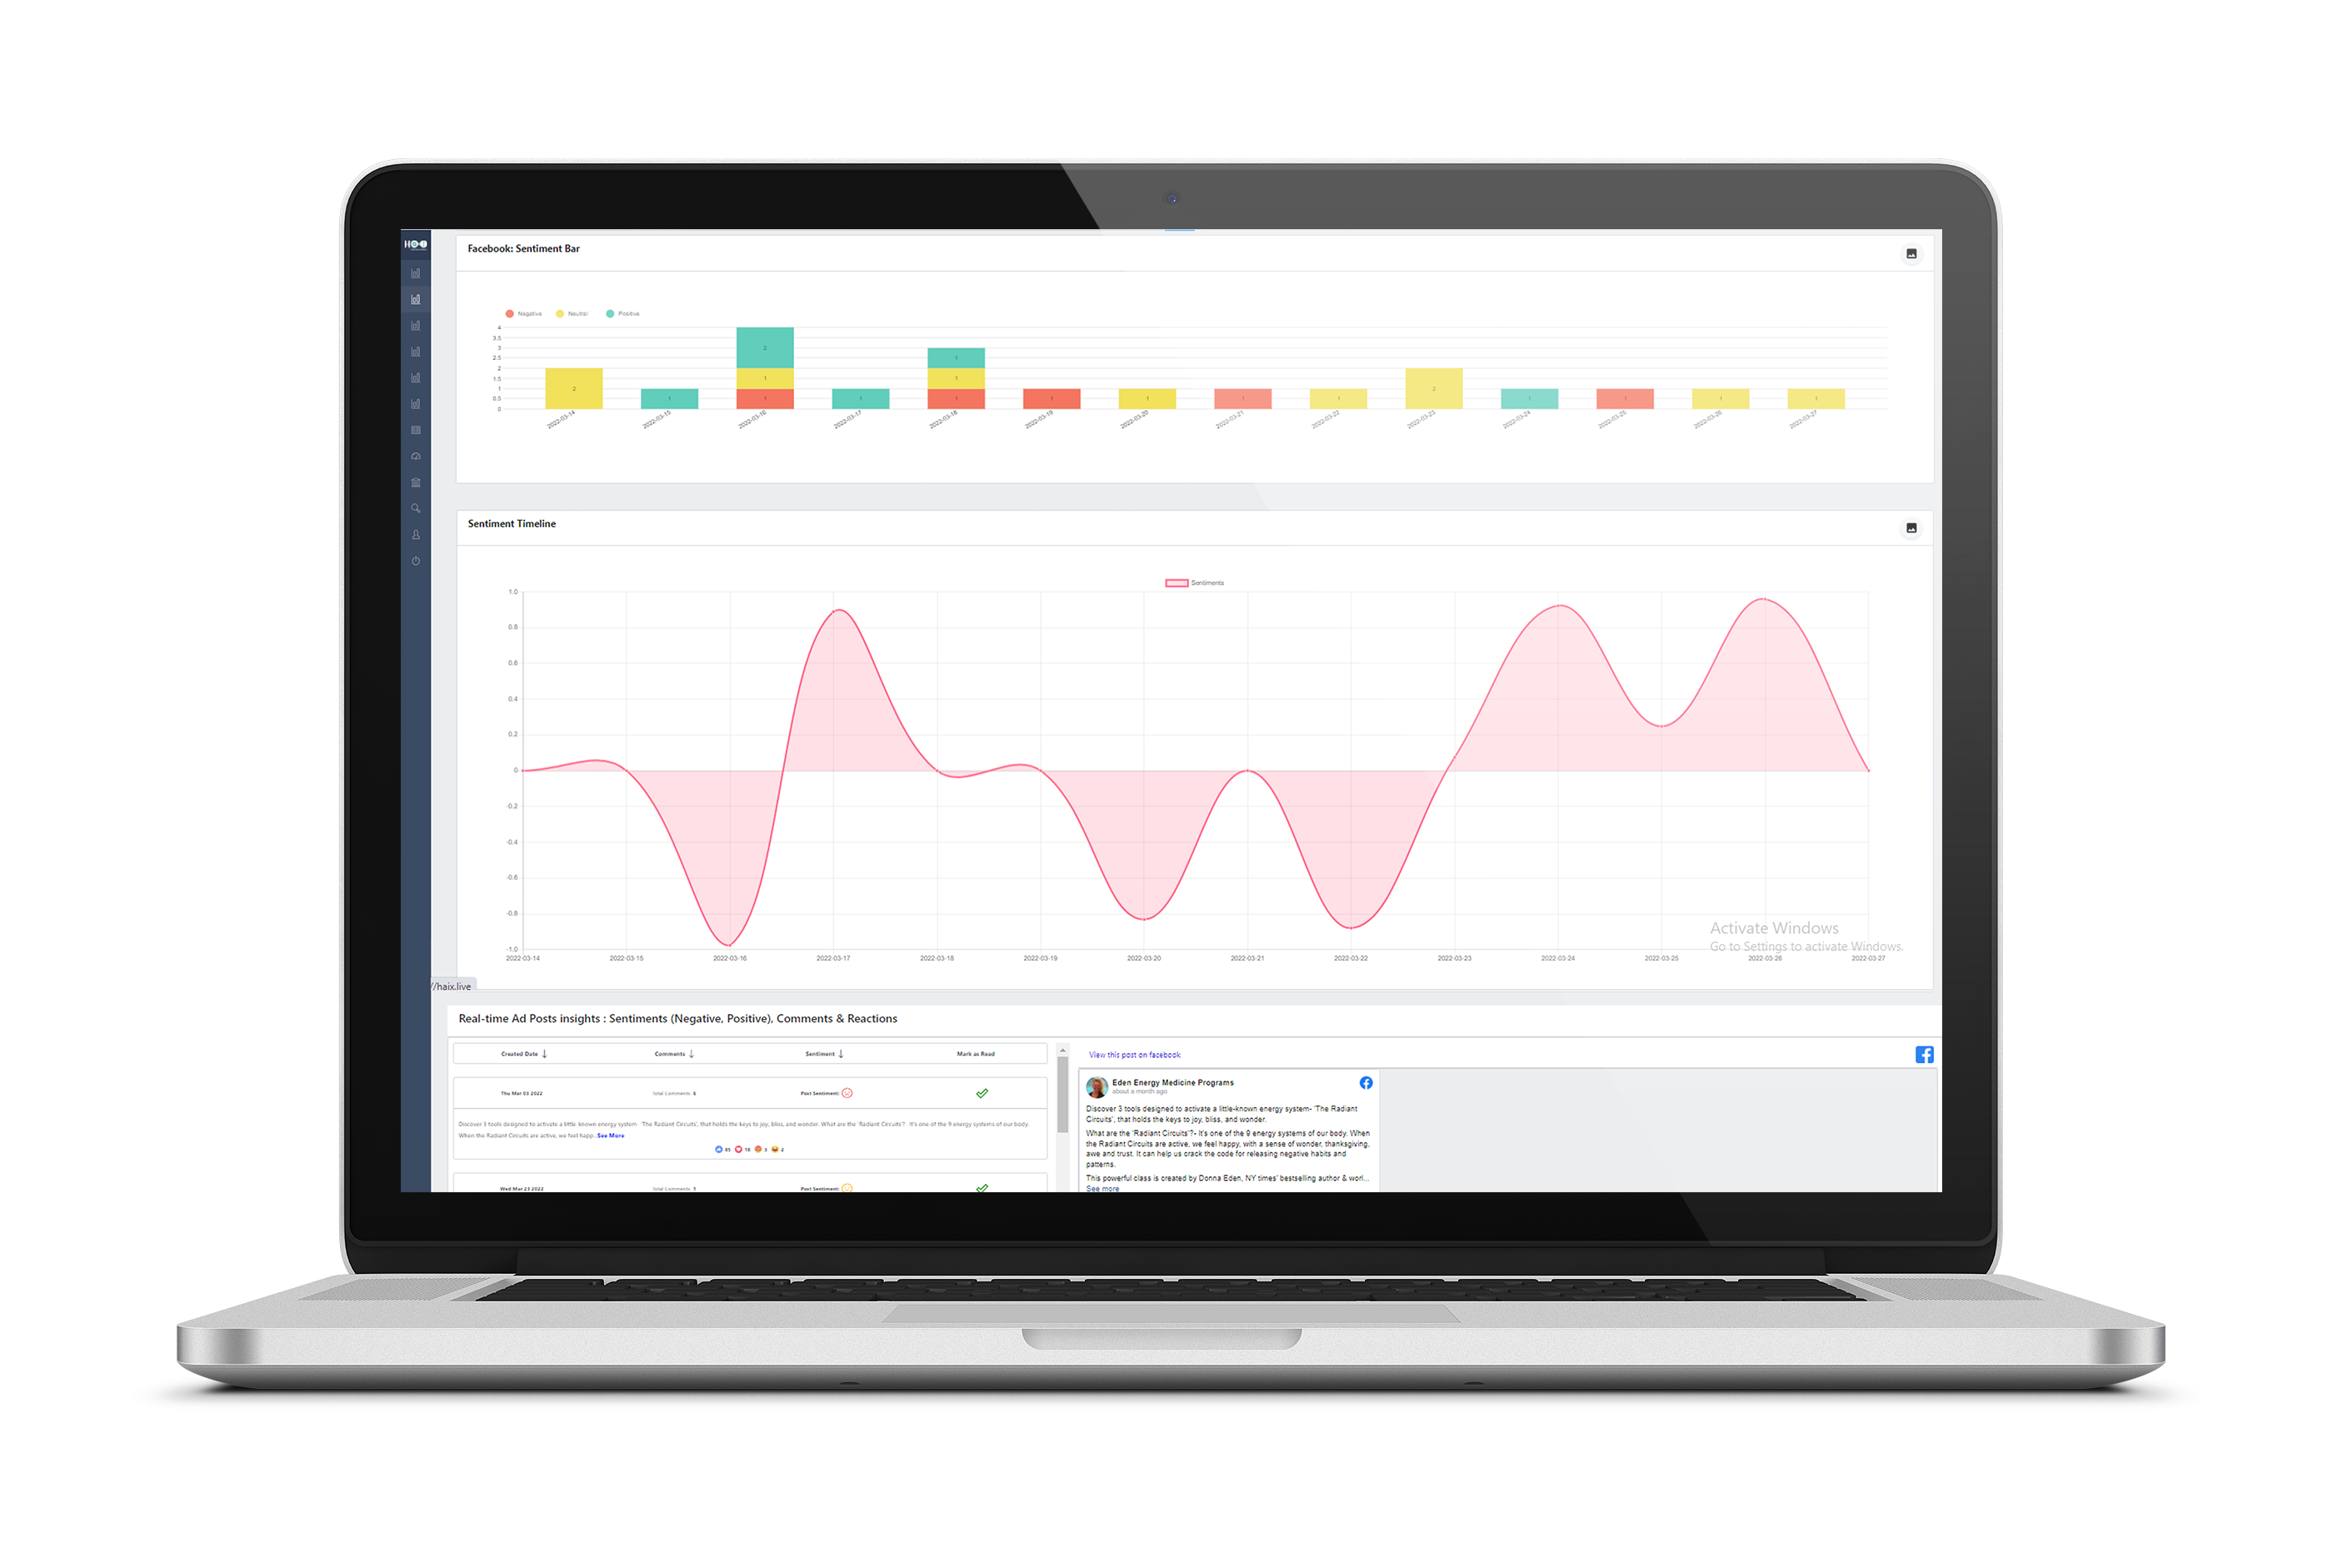 HAI
Facebook: Sentiment Bar
Negative Neutral Positive
4
3.5
3
2.5
2
1.5
1
0.5
0
2 1 2 1 1 1 1 1 1 1 1 1 1 2 1 1 1 1
2022-03-14 2022-03-15 2022-03-16 2022-03-17 2022-03-18 2022-03-19 2022-03-20 2022-03-21 2022-03-22 2022-03-23 2022-03-24 2022-03-25 2022-03-26 2022-03-27
Sentiment Timeline
Sentiments
1.0
0.8
0.6
0.4
0.2
0
-0.2
-0.4
-0.6
-0.8
-1.0
2022-03-14 2022-03-15 2022-03-16 2022-03-17 2022-03-18 2022-03-19 2022-03-20 2022-03-21 2022-03-22 2022-03-23 2022-03-24 2022-03-25 2022-03-26 2022-03-27
Activate Windows
Go to Settings to activate Windows.
//haix.live
Real-time Ad Posts insights : Sentiments (Negative, Positive), Comments & Reactions
Created Date Comments Sentiment Mark as Read
Thu Mar 03 2022 Total Comments: 6 Post Sentiment:
Discover 3 tools designed to activate a little known energy system 'The Radiant Circuits', that holds the keys to joy, bliss, and wonder. What are the 'Radiant Circuits'? It's one of the 9 energy systems of our body.
When the Radiant Circuits are active, we feel happ...See More
85 18 3 2
Wed Mar 23 2022 Total Comments: 1 Post Sentiment:
View this post on facebook
Eden Energy Medicine Programs
about a month ago
Discover 3 tools designed to activate a little-known energy system- 'The Radiant
Circuits', that holds the keys to joy, bliss, and wonder.
What are the 'Radiant Circuits'?- It's one of the 9 energy systems of our body. When
the Radiant Circuits are active, we feel happy, with a sense of wonder, thanksgiving,
awe and trust. It can help us crack the code for releasing negative habits and
patterns.
This powerful class is created by Donna Eden, NY times' bestselling author & worl...
See more